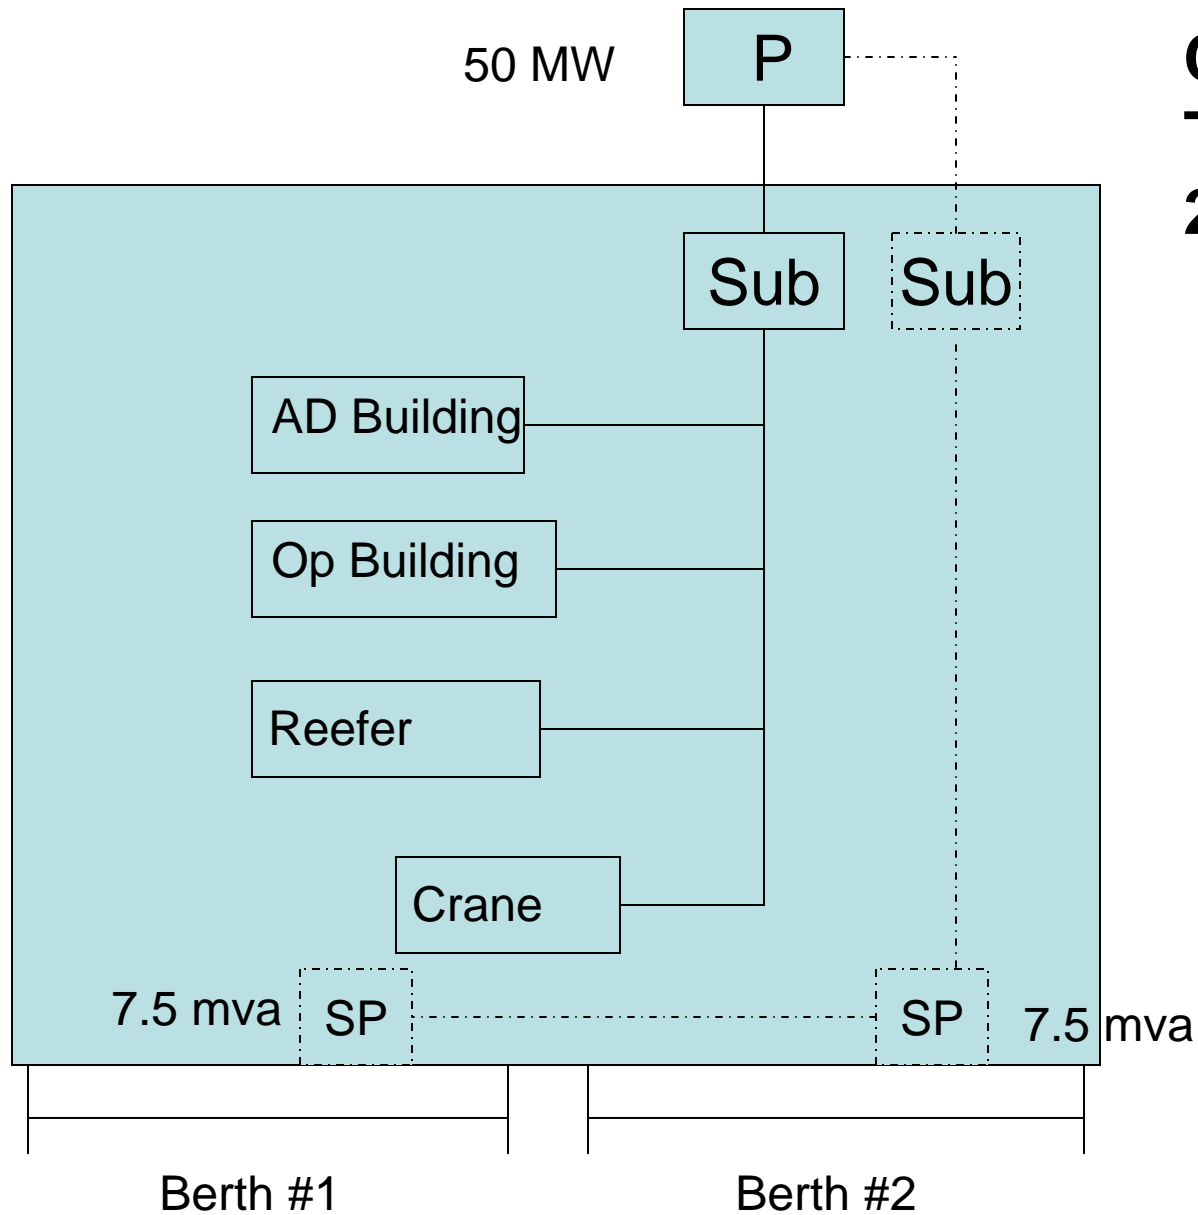 50 MW
P
Sub
Sub
AD Building
Op Building
Reefer
Crane
7.5 mva
SP
SP
7.5 mva
Berth #1
Berth #2